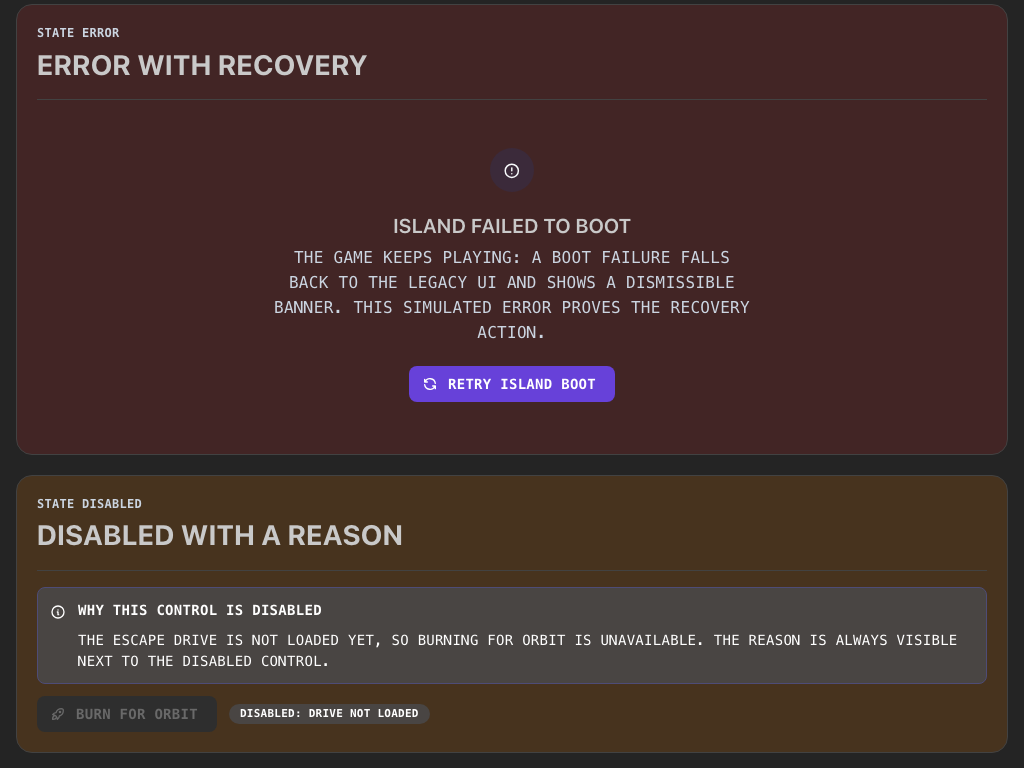 STATE ERROR
ERROR WITH RECOVERY
ISLAND FAILED TO BOOT
THE GAME KEEPS PLAYING: A BOOT FAILURE FALLS
BACK TO THE LEGACY UI AND SHOWS A DISMISSIBLE
BANNER. THIS SIMULATED ERROR PROVES THE RECOVERY
ACTION.
RETRY ISLAND BOOT
STATE DISABLED
DISABLED WITH A REASON
WHY THIS CONTROL IS DISABLED
THE ESCAPE DRIVE IS NOT LOADED YET, SO BURNING FOR ORBIT IS UNAVAILABLE. THE REASON IS ALWAYS VISIBLE
NEXT TO THE DISABLED CONTROL.
BURN FOR ORBIT
DISABLED: DRIVE NOT LOADED